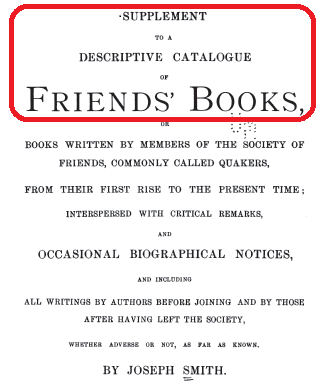 SUPPLEMENT
TO A
DESCRIPTIVE CATALOGUE
OF
FRIENDS' BOOKS,
OR
BOOKS WRITTEN BY MEMBERS OF THE SOCIETY OF
FRIENDS, COMMONLY CALLED QUAKERS,
FROM THEIR FIRST RISE TO THE PRESENT TIME;
INTERSPERSED WITH CRITICAL REMARKS,
AND
OCCASIONAL BIOGRAPHICAL NOTICES,
AND INCLUDING
ALL WRITINGS BY AUTHORS BEFORE JOINING AND BY THOSE
AFTER HAVING LEFT THE SOCIETY,
WHETHER ADVERSE OR NOT, AS FAR AS KNOWN.
BY JOSEPH SMITH.